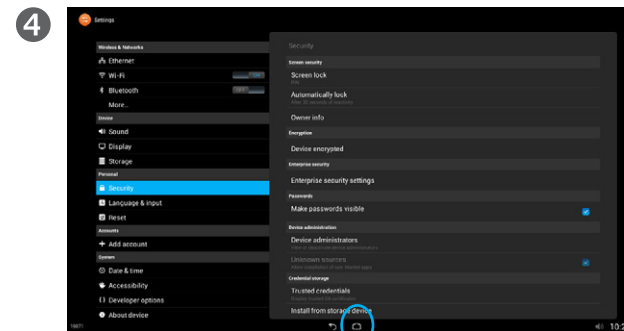 4
Settings
Wireless & Networks
Ethernet
Wi-Fi
ON
Bluetooth
OFF
More...
Device
Sound
Display
Storage
Personal
Security
Language & input
Reset
Accounts
+ Add account
System
Date & time
Accessibility
Developer options
About device
Security
Screen security
Screen lock
Automatically lock
Owner info
Encryption
Device encrypted
Enterprise security
Enterprise security settings
Passwords
Make passwords visible
Device administration
Device administrators
Unknown sources
Credential storage
Trusted credentials
Install from storage device